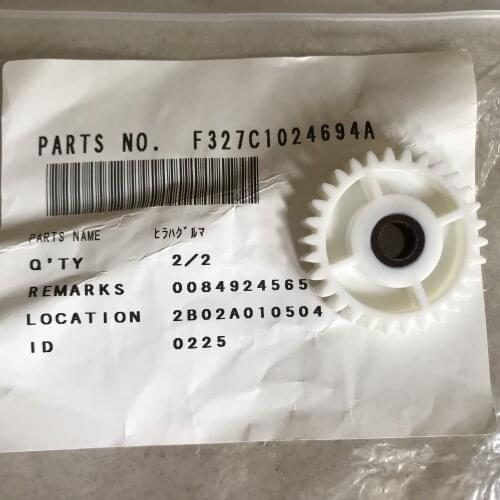 PARTS NO. F327C1024694A
PARTS NAME ﾋﾗﾊｸﾞﾙﾏ
Q'TY 2/2
REMARKS 0084924565
LOCATION 2B02A010504
ID 0225